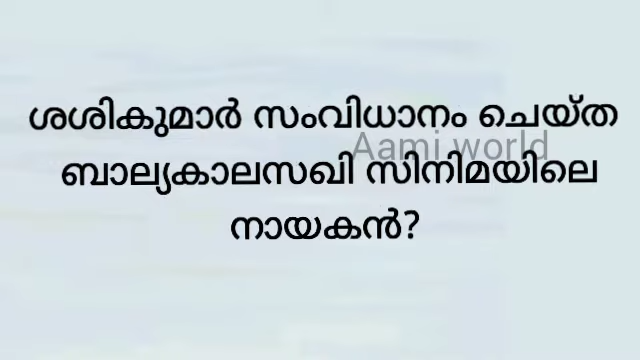 ശശികുമാർ സംവിധാനം ചെയ്ത
Aami world
ബാല്യകാലസഖി സിനിമയിലെ
നായകൻ?